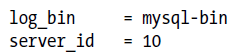 log_bin     = mysql-bin
server_id   = 10